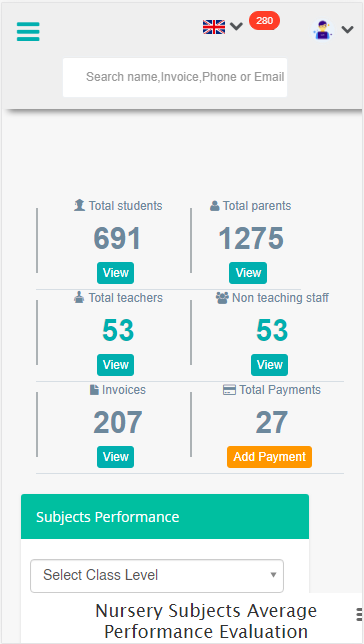 280
Search name,Invoice,Phone or Email
Total students
Total parents
691
1275
View
View
Total teachers
Non teaching staff
53
53
View
View
Invoices
Total Payments
207
27
View
Add Payment
Subjects Performance
Select Class Level
Nursery Subjects Average
Performance Evaluation